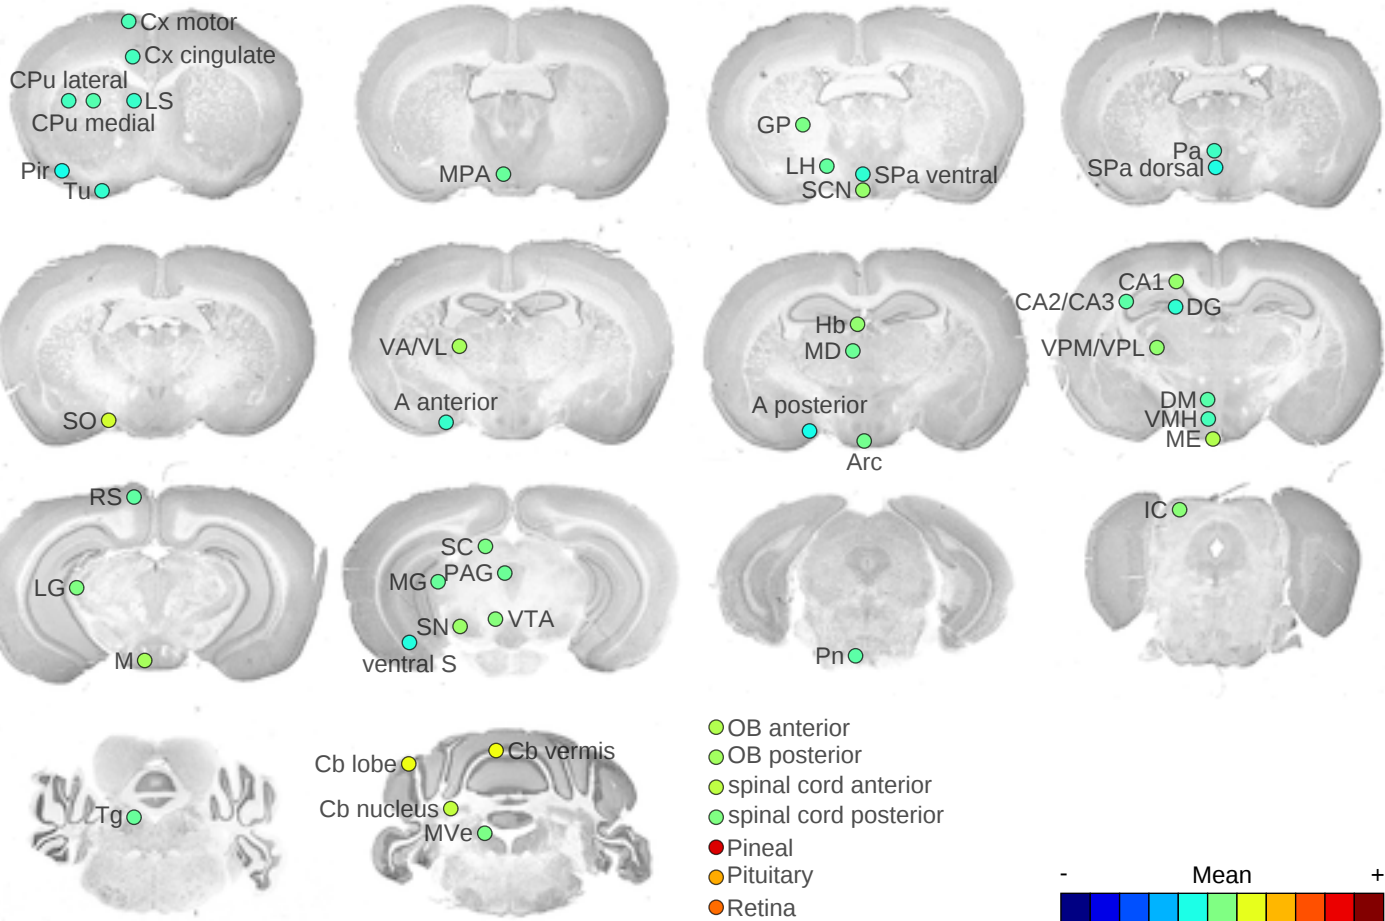 Cx motor
Cx cingulate
CPu lateral
LS
CPu medial
Pir
Tu
MPA
GP
LH
SPa ventral
SCN
Pa
SPa dorsal
SO
VA/VL
A anterior
Hb
MD
A posterior
Arc
CA1
CA2/CA3
DG
VPM/VPL
DM
VMH
ME
RS
LG
M
SC
MG
PAG
SN
VTA
ventral S
Pn
IC
Tg
Cb lobe
Cb vermis
Cb nucleus
MVe
OB anterior
OB posterior
spinal cord anterior
spinal cord posterior
Pineal
Pituitary
Retina
- Mean +